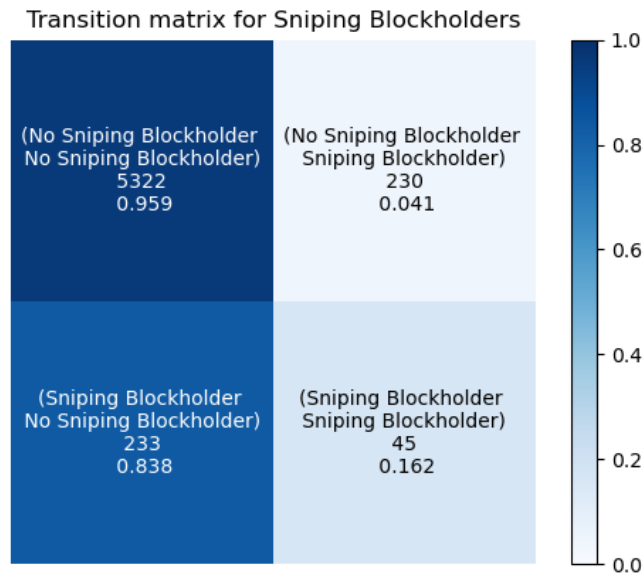 Transition matrix for Sniping Blockholders
(No Sniping Blockholder
No Sniping Blockholder)
5322
0.959
(No Sniping Blockholder
Sniping Blockholder)
230
0.041
(Sniping Blockholder
No Sniping Blockholder)
233
0.838
(Sniping Blockholder
Sniping Blockholder)
45
0.162
1.0
0.8
0.6
0.4
0.2
0.0